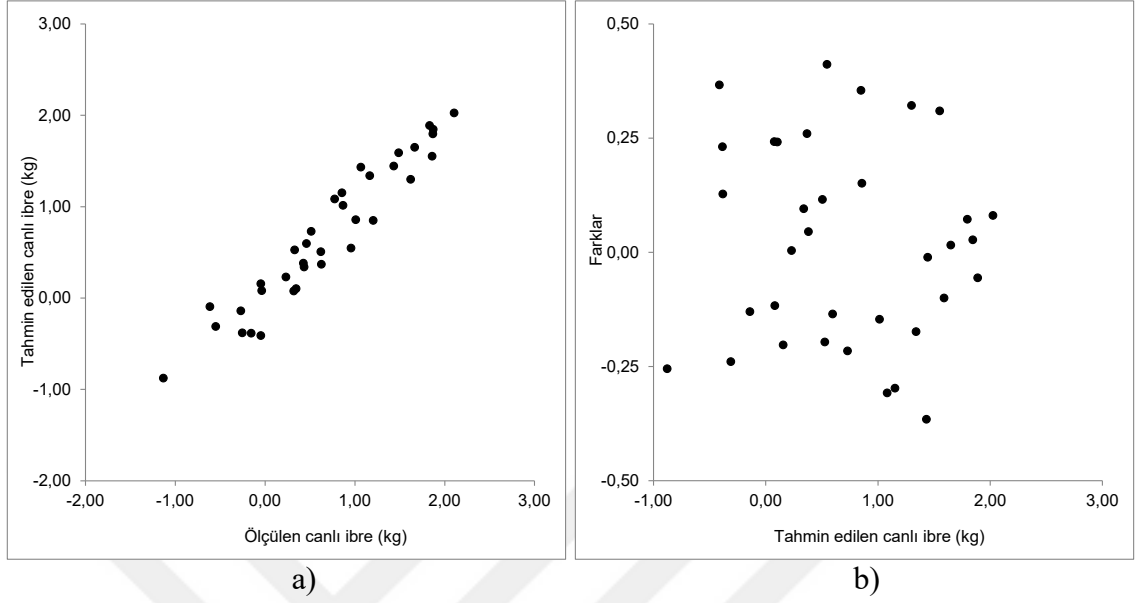 3,00
2,00
1,00
0,00
-1,00
-2,00
Tahmin edilen canlı ibre (kg)
-2,00 -1,00 0,00 1,00 2,00 3,00
Ölçülen canlı ibre (kg)
a)
0,50
0,25
0,00
-0,25
-0,50
Farklar
-1,00 0,00 1,00 2,00 3,00
Tahmin edilen canlı ibre (kg)
b)